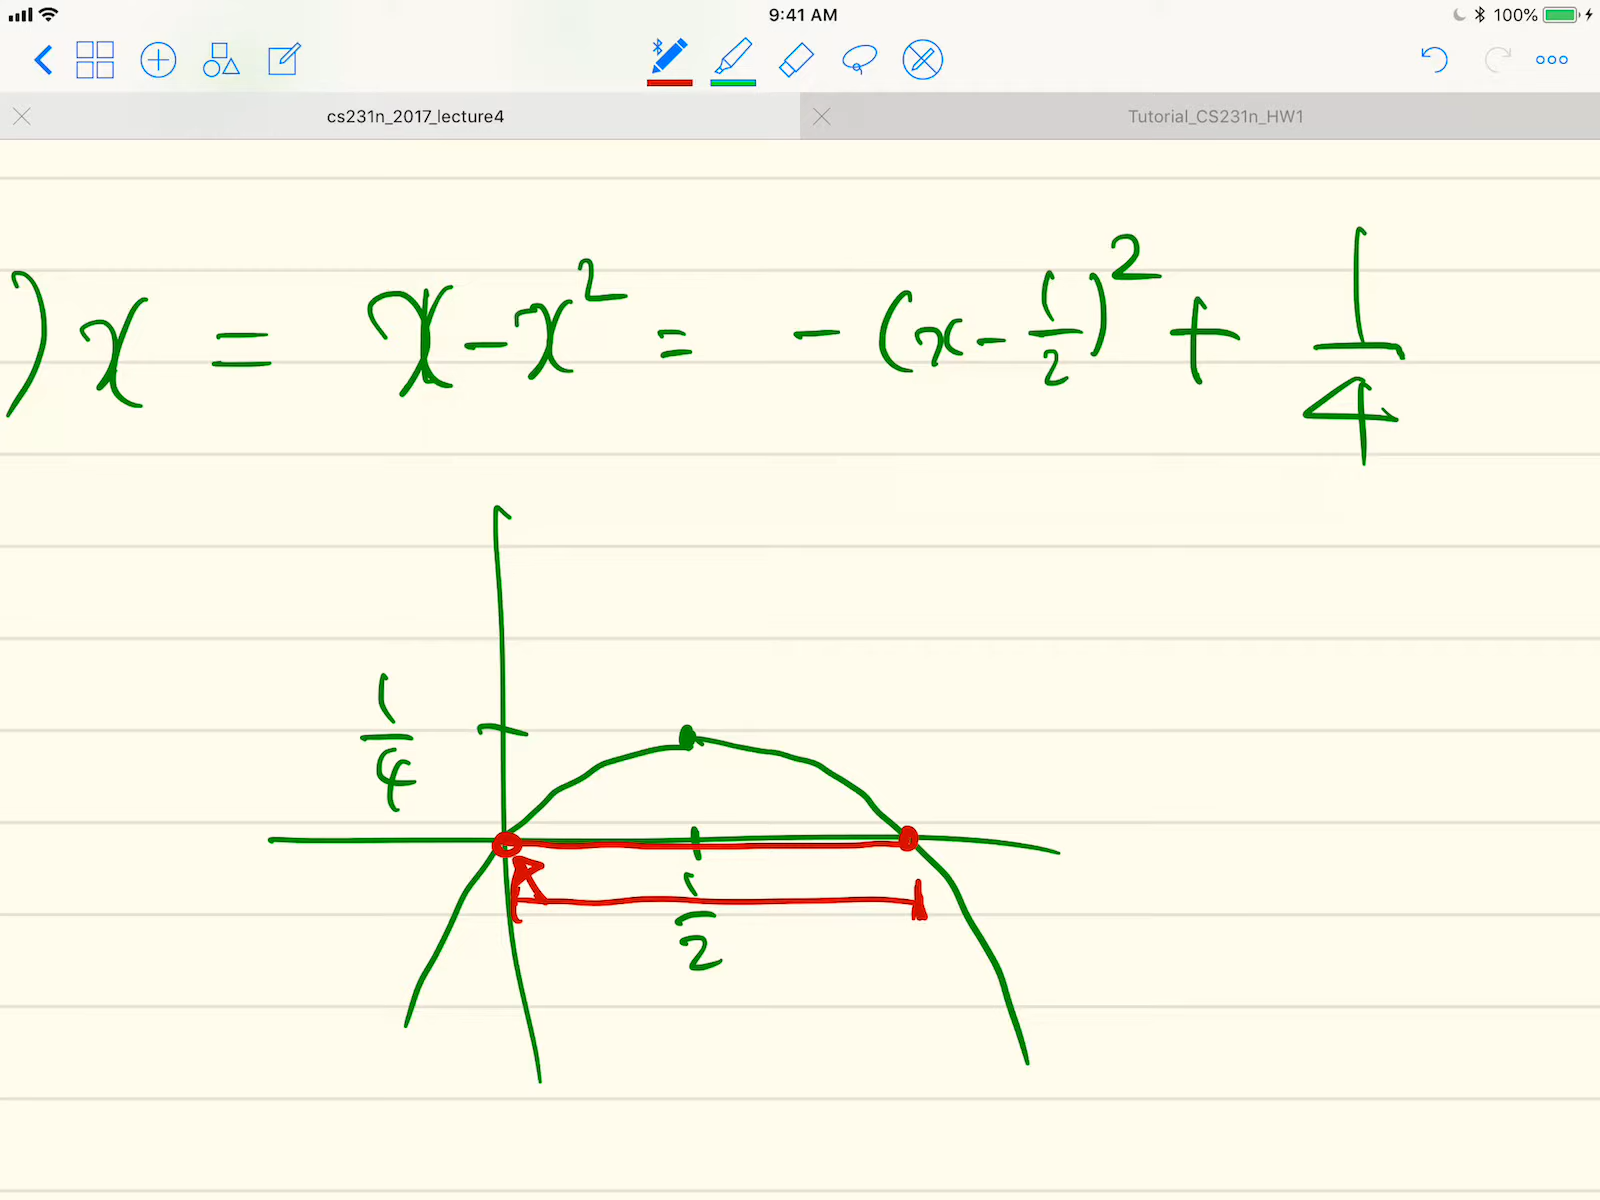 9:41 AM
100%
cs231n_2017_lecture4
Tutorial_CS231n_HW1
)x = x-x² = -(x-1/2)² + 1/4
1/4
1/2